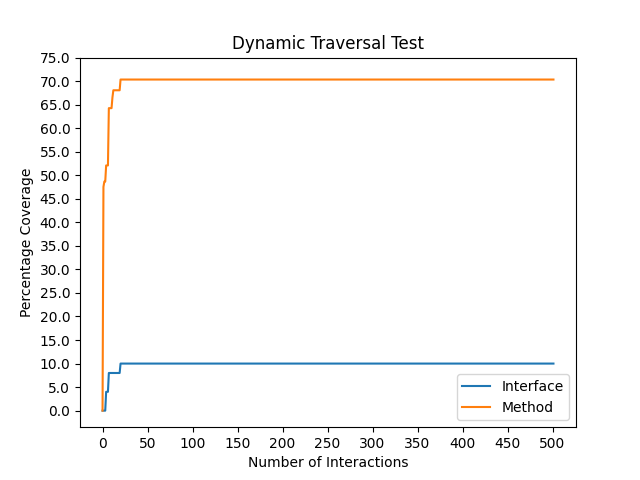 Dynamic Traversal Test
75.0
70.0
65.0
60.0
55.0
50.0
45.0
40.0
35.0
30.0
25.0
20.0
15.0
10.0
5.0
0.0
Percentage Coverage
Interface
Method
0 50 100 150 200 250 300 350 400 450 500
Number of Interactions